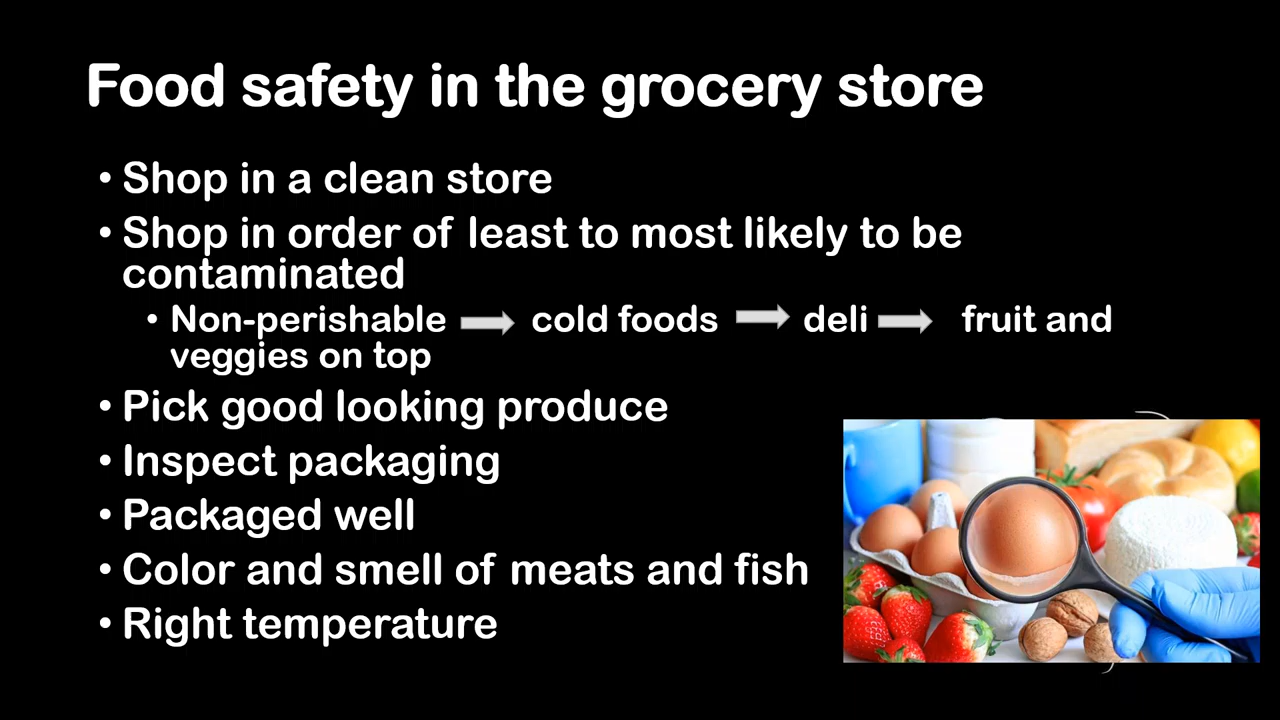 Food safety in the grocery store
• Shop in a clean store
• Shop in order of least to most likely to be
contaminated
• Non-perishable cold foods deli fruit and
veggies on top
• Pick good looking produce
• Inspect packaging
• Packaged well
• Color and smell of meats and fish
• Right temperature